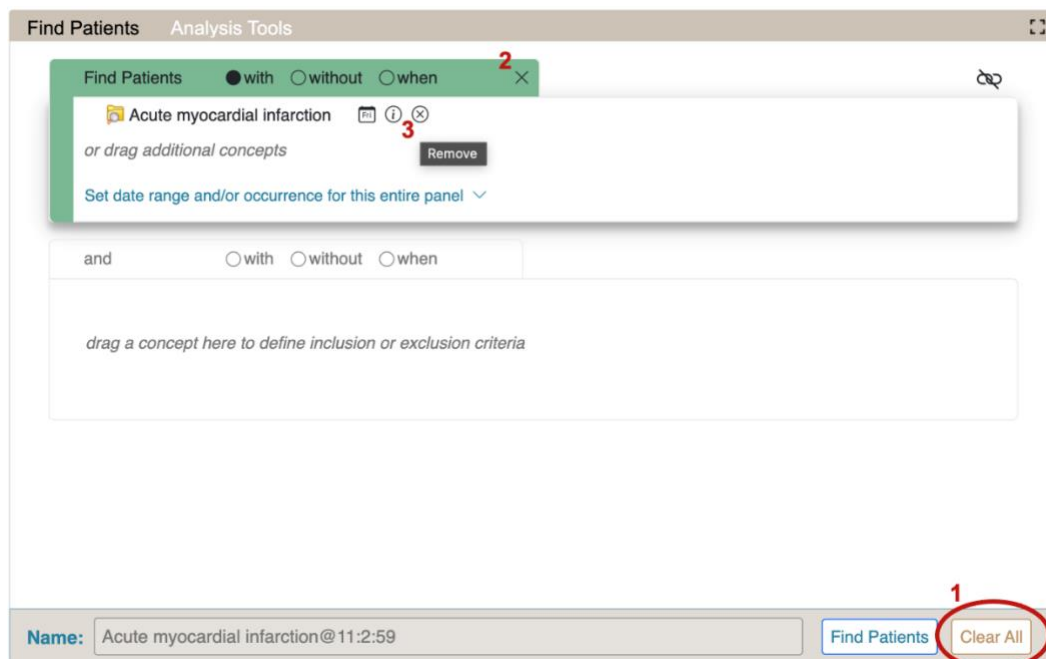 Find Patients Analysis Tools
2
Find Patients with without when
Acute myocardial infarction Fri i
3
or drag additional concepts Remove
Set date range and/or occurrence for this entire panel
and with without when
drag a concept here to define inclusion or exclusion criteria
1
Name: Acute myocardial infarction@11:2:59 Find Patients Clear All